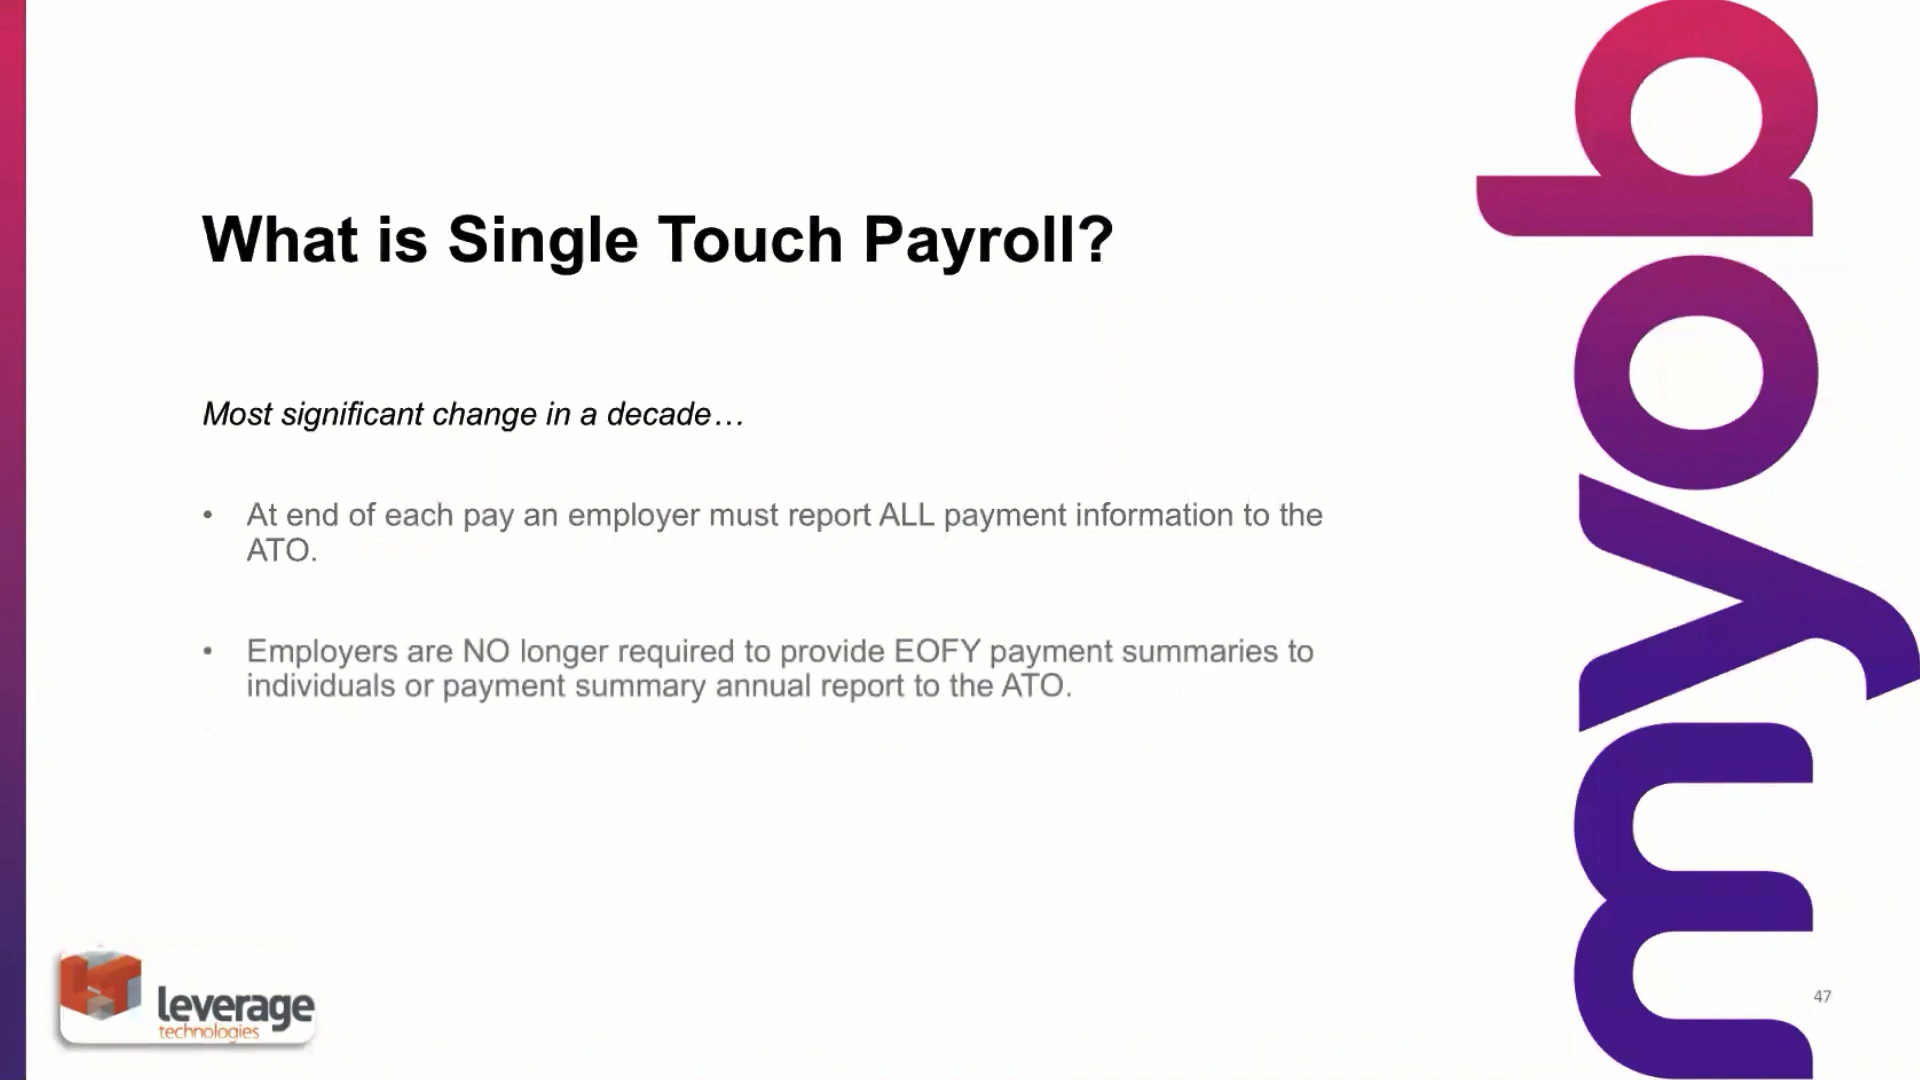 What is Single Touch Payroll?
Most significant change in a decade…
• At end of each pay an employer must report ALL payment information to the
ATO.
• Employers are NO longer required to provide EOFY payment summaries to
individuals or payment summary annual report to the ATO.
myob
LT
leverage
technologies
47